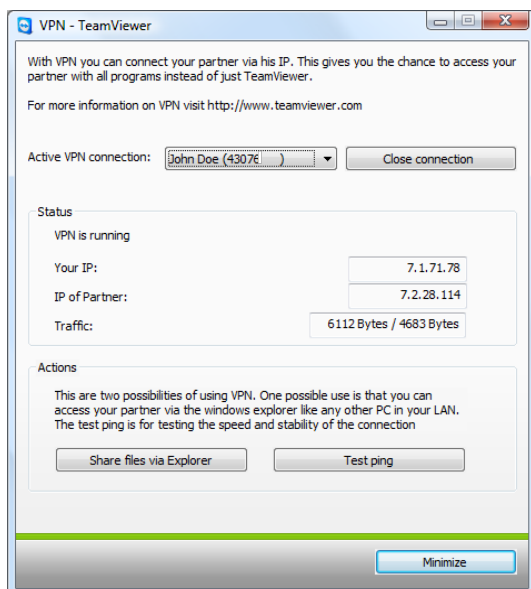 VPN - TeamViewer
With VPN you can connect your partner via his IP. This gives you the chance to access your
partner with all programs instead of just TeamViewer.
For more information on VPN visit http://www.teamviewer.com
Active VPN connection: John Doe (43076 ) Close connection
Status
VPN is running
Your IP: 7.1.71.78
IP of Partner: 7.2.28.114
Traffic: 6112 Bytes / 4683 Bytes
Actions
This are two possibilities of using VPN. One possible use is that you can
access your partner via the windows explorer like any other PC in your LAN.
The test ping is for testing the speed and stability of the connection
Share files via Explorer Test ping
Minimize